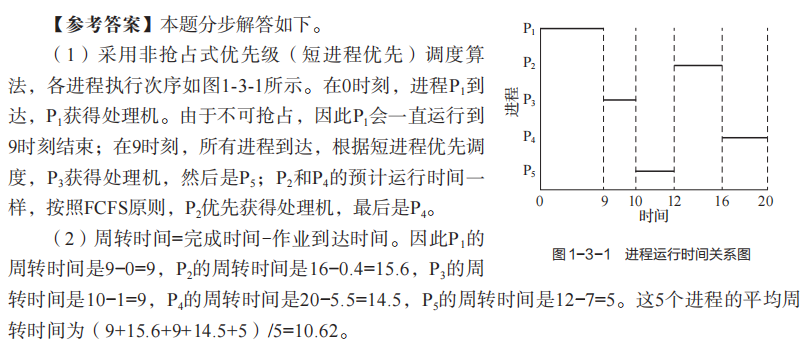 【参考答案】本题分步解答如下。
（1）采用非抢占式优先级（短进程优先）调度算
法，各进程执行次序如图1-3-1所示。在0时刻，进程P₁到
达，P₁获得处理机。由于不可抢占，因此P₁会一直运行到
9时刻结束；在9时刻，所有进程到达，根据短进程优先调
度，P₃获得处理机，然后是P₅；P₂和P₄的预计运行时间一
样，按照FCFS原则，P₂优先获得处理机，最后是P₄。
（2）周转时间=完成时间-作业到达时间。因此P₁的
周转时间是9-0=9，P₂的周转时间是16-0.4=15.6，P₃的周
转时间是10-1=9，P₄的周转时间是20-5.5=14.5，P₅的周转时间是12-7=5。这5个进程的平均周
转时间为（9+15.6+9+14.5+5）/5=10.62。
P₁
P₂
P₃
P₄
P₅
进程
0 9 10 12 16 20
时间
图1-3-1 进程运行时间关系图